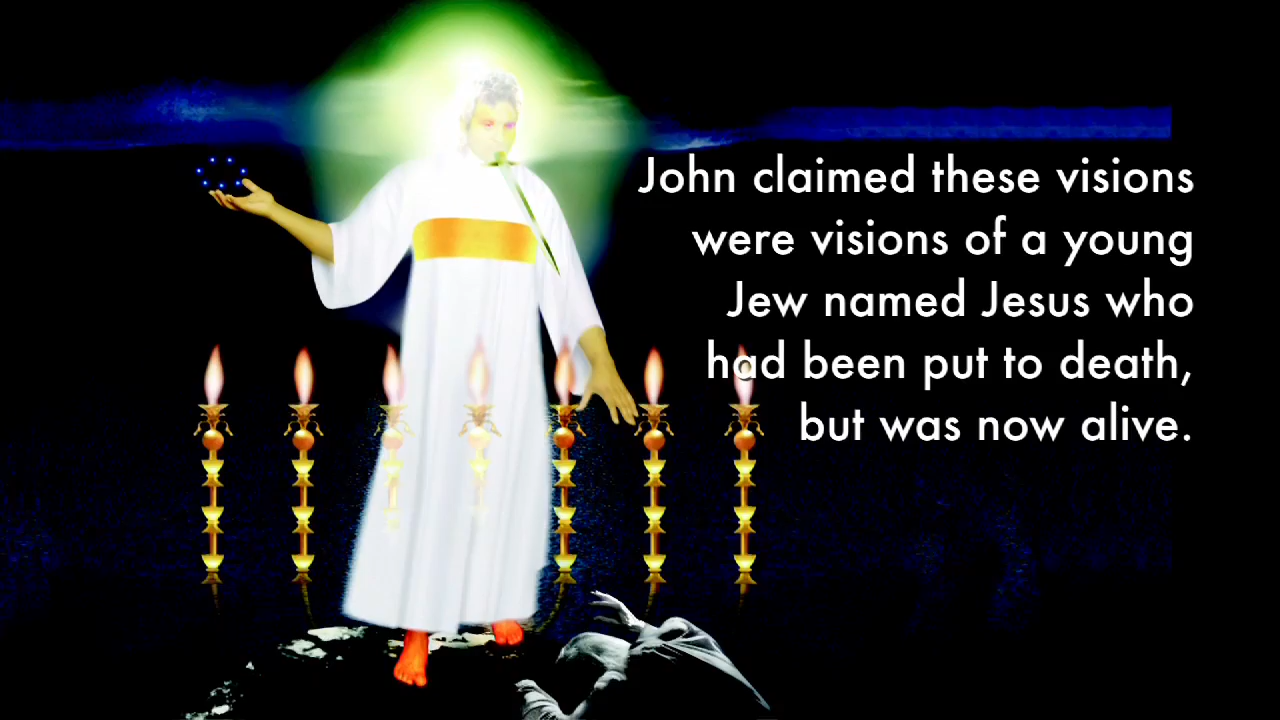 John claimed these visions
were visions of a young
Jew named Jesus who
had been put to death,
but was now alive.